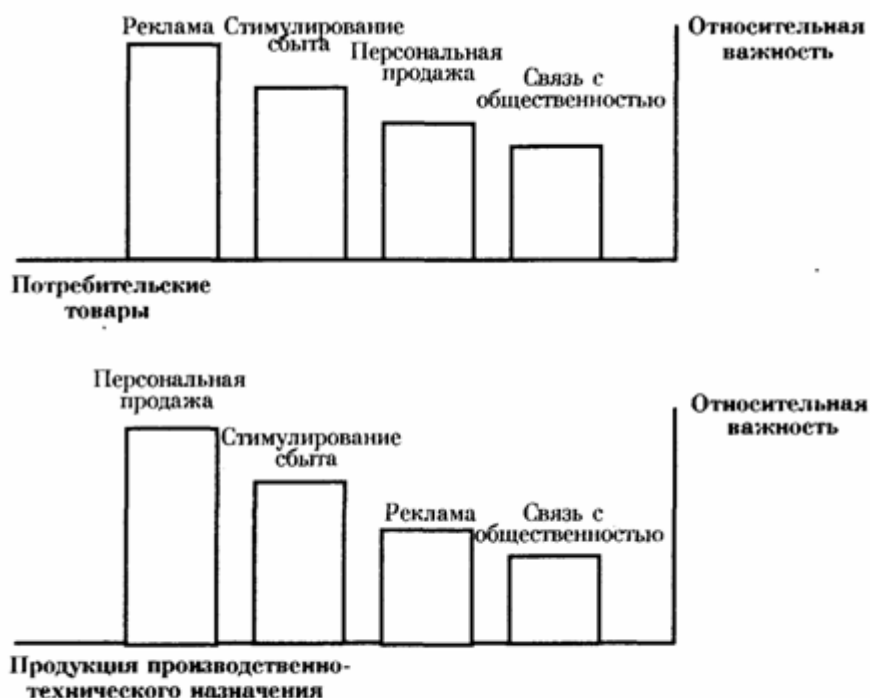 Реклама
Стимулирование
сбыта
Персональная
продажа
Связь с
общественностью
Относительная
важность
Потребительские
товары
Персональная
продажа
Стимулирование
сбыта
Реклама
Связь с
общественностью
Относительная
важность
Продукция производственно-
технического назначения